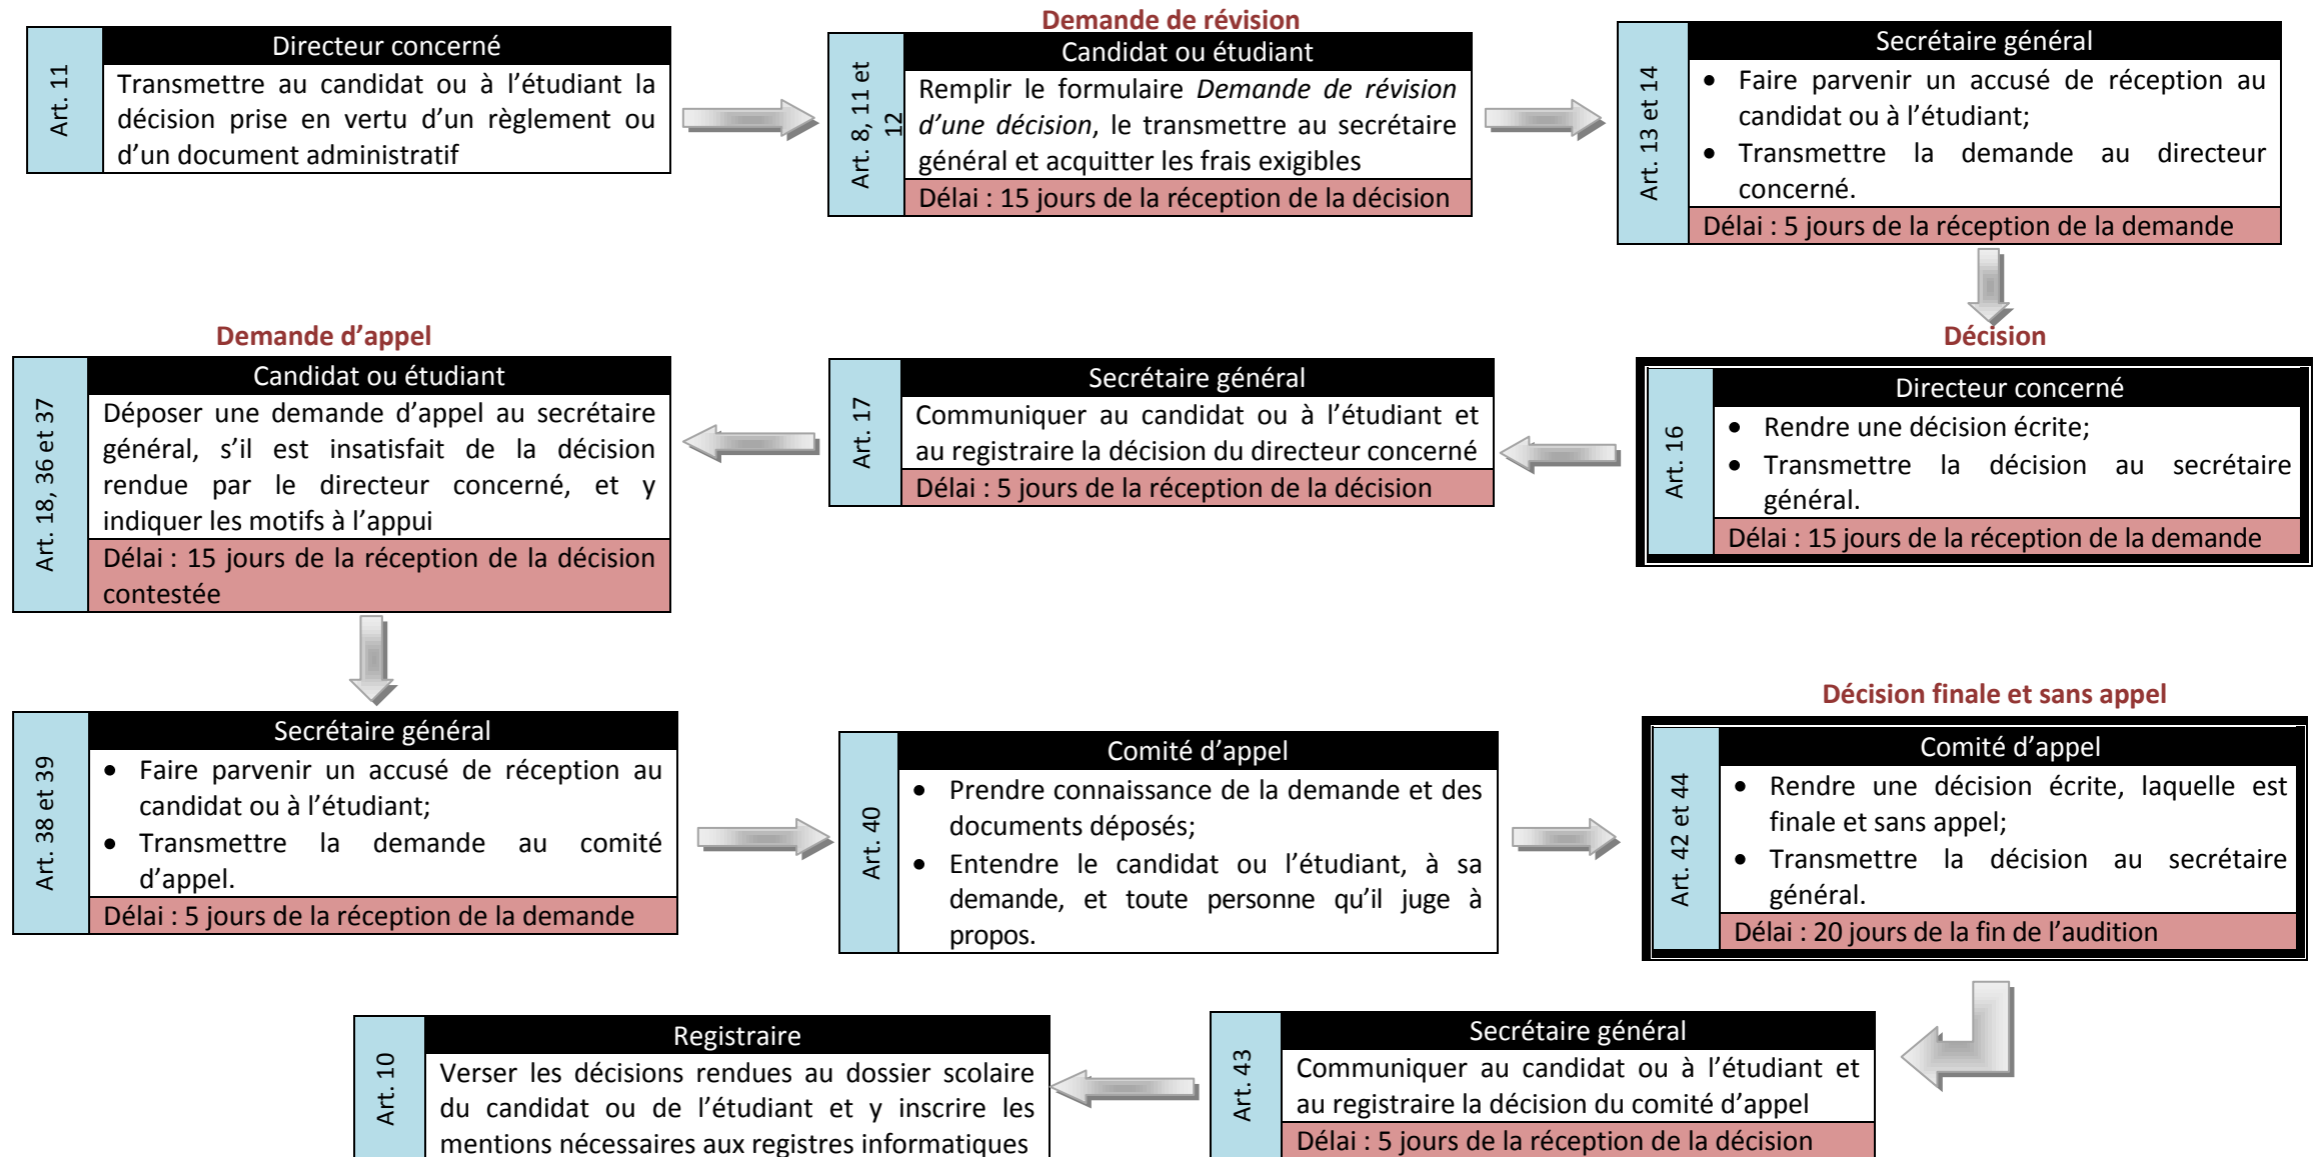 Art. 11
Directeur concerné
Transmettre au candidat ou à l’étudiant la
décision prise en vertu d’un règlement ou
d’un document administratif
Demande de révision
Art. 8, 11 et
12
Candidat ou étudiant
Remplir le formulaire Demande de révision
d’une décision, le transmettre au secrétaire
général et acquitter les frais exigibles
Délai : 15 jours de la réception de la décision
Art. 13 et 14
Secrétaire général
• Faire parvenir un accusé de réception au
candidat ou à l’étudiant;
• Transmettre la demande au directeur
concerné.
Délai : 5 jours de la réception de la demande
Décision
Art. 16
Directeur concerné
• Rendre une décision écrite;
• Transmettre la décision au secrétaire
général.
Délai : 15 jours de la réception de la demande
Art. 17
Secrétaire général
Communiquer au candidat ou à l’étudiant et
au registraire la décision du directeur concerné
Délai : 5 jours de la réception de la décision
Demande d’appel
Art. 18, 36 et 37
Candidat ou étudiant
Déposer une demande d’appel au secrétaire
général, s’il est insatisfait de la décision
rendue par le directeur concerné, et y
indiquer les motifs à l’appui
Délai : 15 jours de la réception de la décision
contestée
Art. 38 et 39
Secrétaire général
• Faire parvenir un accusé de réception au
candidat ou à l’étudiant;
• Transmettre la demande au comité
d’appel.
Délai : 5 jours de la réception de la demande
Art. 40
Comité d’appel
• Prendre connaissance de la demande et des
documents déposés;
• Entendre le candidat ou l’étudiant, à sa
demande, et toute personne qu’il juge à
propos.
Décision finale et sans appel
Art. 42 et 44
Comité d’appel
• Rendre une décision écrite, laquelle est
finale et sans appel;
• Transmettre la décision au secrétaire
général.
Délai : 20 jours de la fin de l’audition
Art. 43
Secrétaire général
Communiquer au candidat ou à l’étudiant et
au registraire la décision du comité d’appel
Délai : 5 jours de la réception de la décision
Art. 10
Registraire
Verser les décisions rendues au dossier scolaire
du candidat ou de l’étudiant et y inscrire les
mentions nécessaires aux registres informatiques